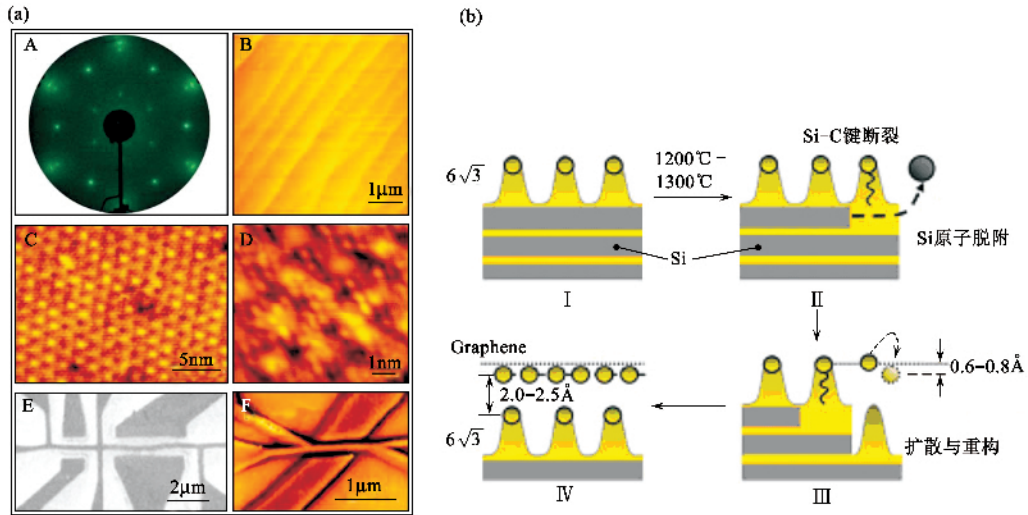 (a)
A
B
1μm
C
5nm
D
1nm
E
2μm
F
1μm
(b)
6√3
1200℃-
1300℃
Si-C键断裂
Si原子脱附
Si
Ⅰ
Ⅱ
Graphene
2.0-2.5Å
6√3
Ⅳ
0.6-0.8Å
扩散与重构
Ⅲ